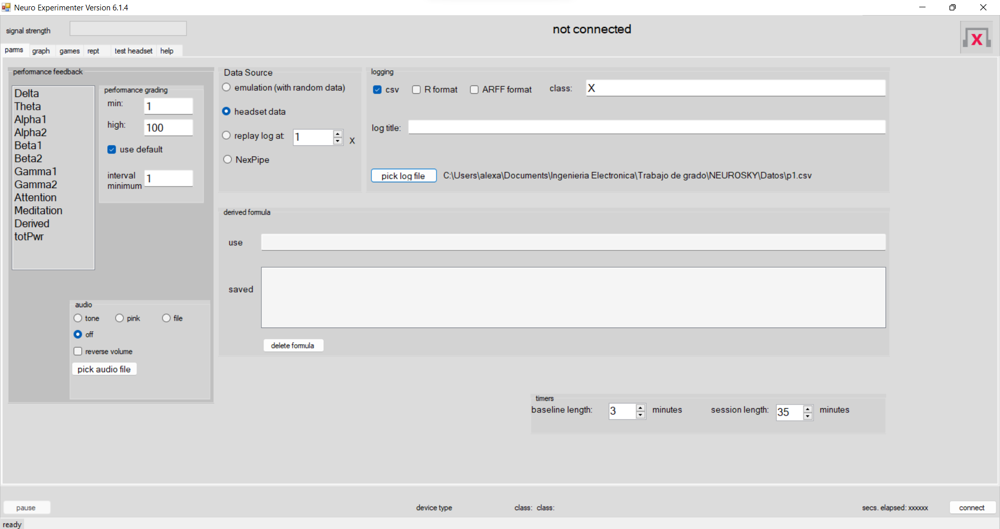 Neuro Experimenter Version 6.1.4
signal strength
not connected
X
parms graph games rept test headset help
performance feedback
Delta
Theta
Alpha1
Alpha2
Beta1
Beta2
Gamma1
Gamma2
Attention
Meditation
Derived
totPwr
performance grading
min: 1
high: 100
use default
interval
minimum 1
audio
tone pink file
off
reverse volume
pick audio file
Data Source
emulation (with random data)
headset data
replay log at 1 X
NexPipe
logging
csv R format ARFF format class: X
log title:
pick log file C:\Users\alexa\Documents\Ingenieria Electronica\Trabajo de grado\NEUROSKY\Datos\p1.csv
derived formula
use
saved
delete formula
timers
baseline length: 3 minutes session length: 35 minutes
pause device type class: class: secs. elapsed: xxxxxx connect
ready